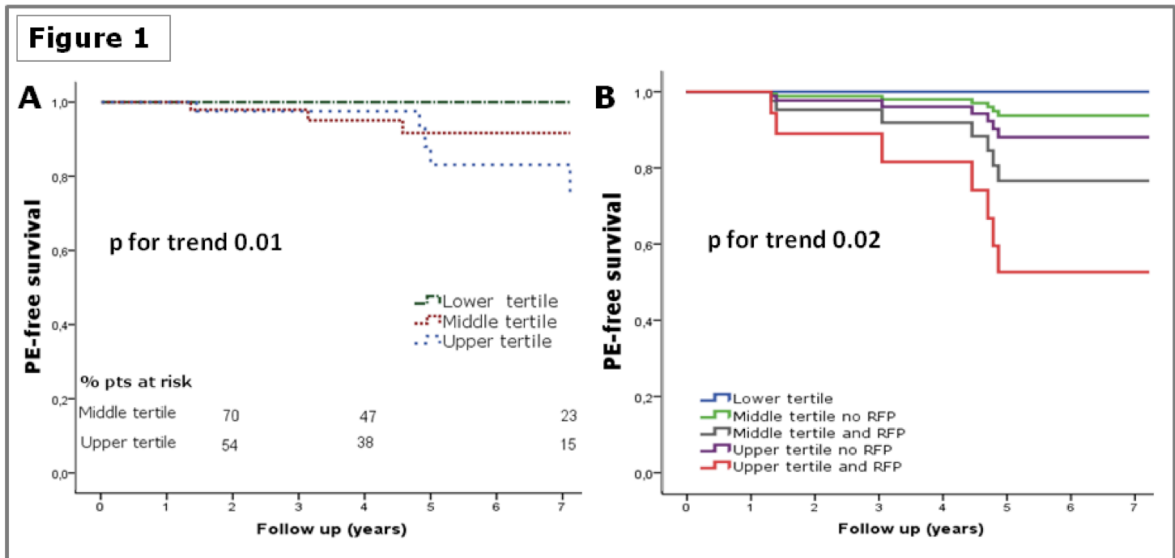 Figure 1
A
PE-free survival
1,0
0,8
0,6
0,4
0,2
0,0
p for trend 0.01
Lower tertile
Middle tertile
Upper tertile
% pts at risk
Middle tertile 70 47 23
Upper tertile 54 38 15
0 1 2 3 4 5 6 7
Follow up (years)
B
PE-free survival
1,0
0,8
0,6
0,4
0,2
0,0
p for trend 0.02
Lower tertile
Middle tertile no RFP
Middle tertile and RFP
Upper tertile no RFP
Upper tertile and RFP
0 1 2 3 4 5 6 7
Follow up (years)